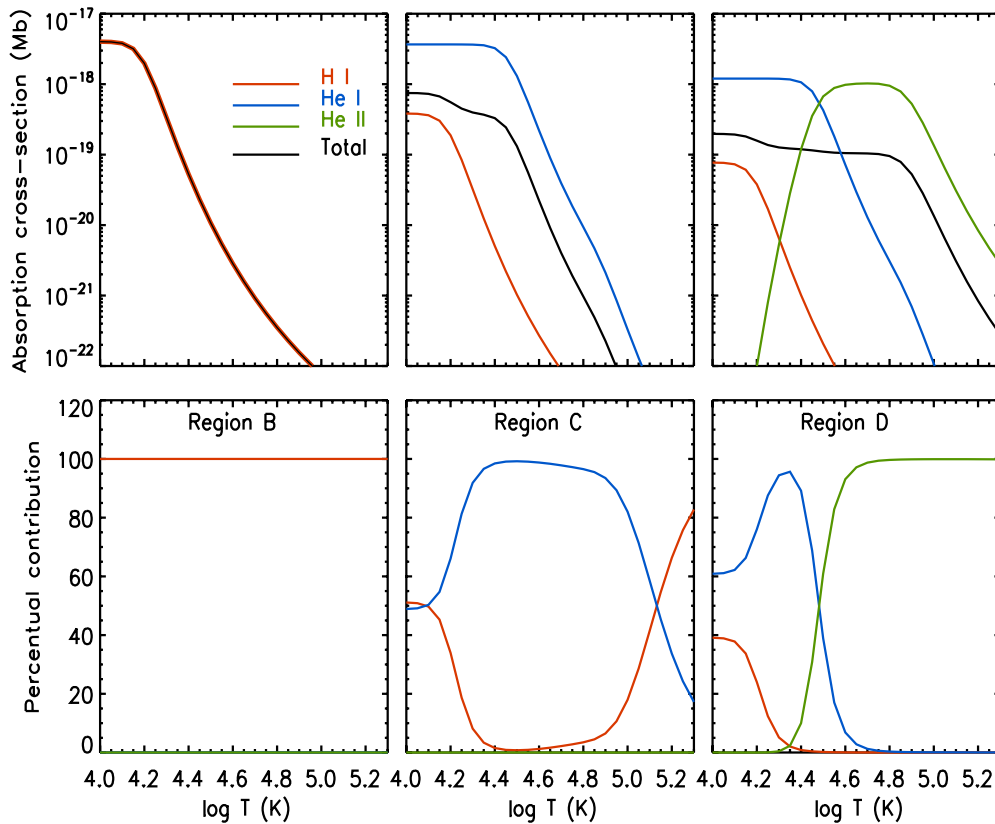 Absorption cross-section (Mb)
10^-17
10^-18
10^-19
10^-20
10^-21
10^-22
H I
He I
He II
Total
Percentual contribution
120
100
80
60
40
20
0
Region B
Region C
Region D
4.0 4.2 4.4 4.6 4.8 5.0 5.2
4.0 4.2 4.4 4.6 4.8 5.0 5.2
4.0 4.2 4.4 4.6 4.8 5.0 5.2
log T (K)
log T (K)
log T (K)